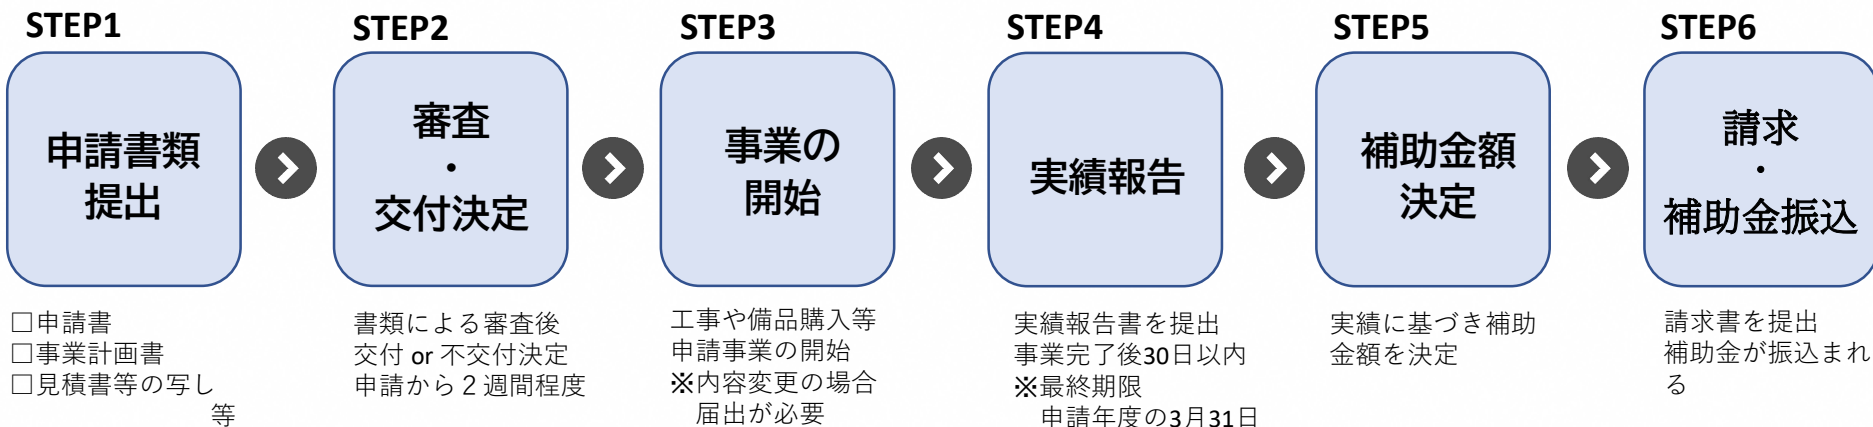 STEP1
申請書類
提出
□申請書
□事業計画書
□見積書等の写し
等
STEP2
審査
・
交付決定
書類による審査後
交付 or 不交付決定
申請から２週間程度
STEP3
事業の
開始
工事や備品購入等
申請事業の開始
※内容変更の場合
届出が必要
STEP4
実績報告
実績報告書を提出
事業完了後30日以内
※最終期限
申請年度の3月31日
STEP5
補助金額
決定
実績に基づき補助
金額を決定
STEP6
請求
・
補助金振込
請求書を提出
補助金が振込まれ
る